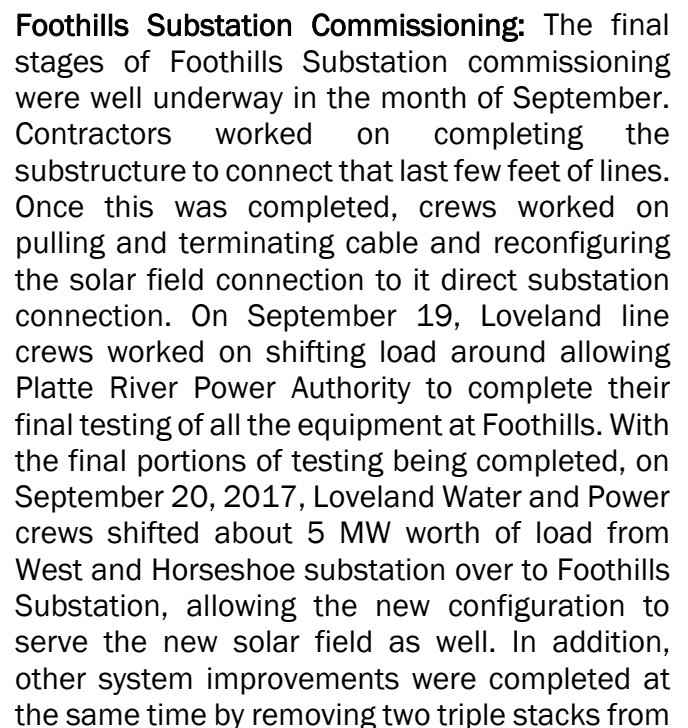 Foothills Substation Commissioning: The final
stages of Foothills Substation commissioning
were well underway in the month of September.
Contractors worked on completing the
substructure to connect that last few feet of lines.
Once this was completed, crews worked on
pulling and terminating cable and reconfiguring
the solar field connection to it direct substation
connection. On September 19, Loveland line
crews worked on shifting load around allowing
Platte River Power Authority to complete their
final testing of all the equipment at Foothills. With
the final portions of testing being completed, on
September 20, 2017, Loveland Water and Power
crews shifted about 5 MW worth of load from
West and Horseshoe substation over to Foothills
Substation, allowing the new configuration to
serve the new solar field as well. In addition,
other system improvements were completed at
the same time by removing two triple stacks from